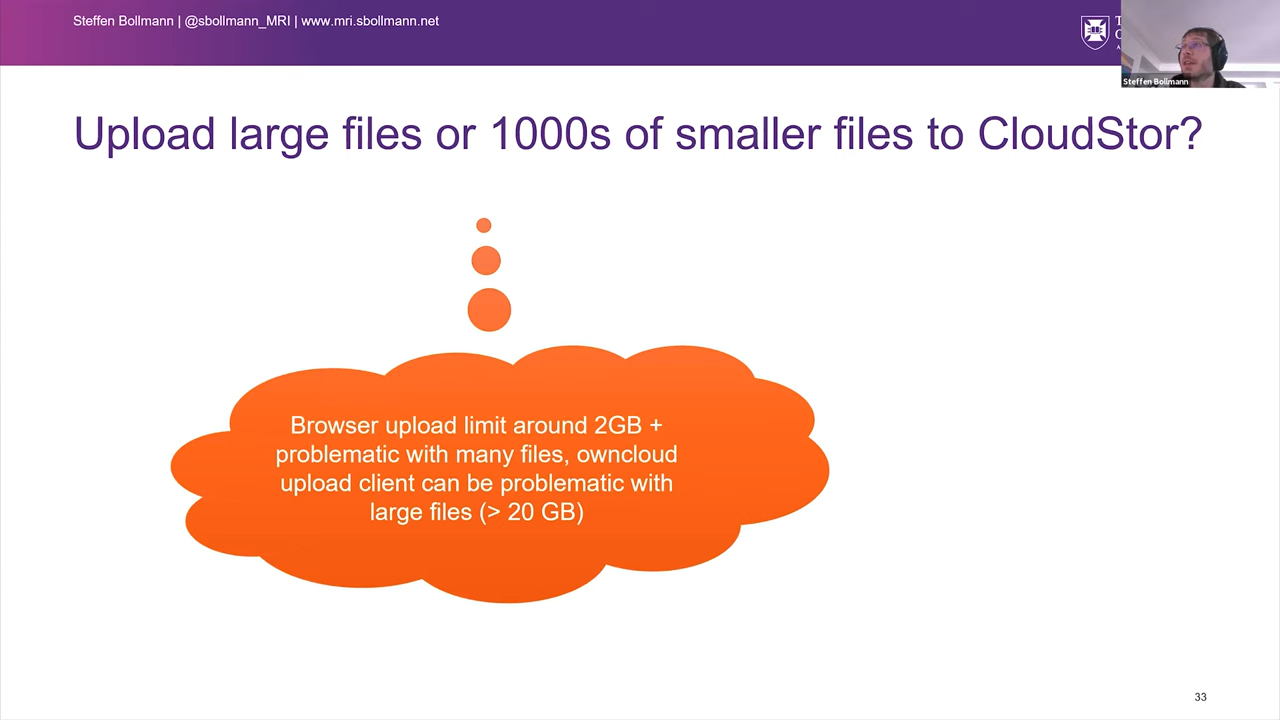 Steffen Bollmann | @sbollmann_MRI | www.mri.sbollmann.net
Steffen Bollmann
Upload large files or 1000s of smaller files to CloudStor?
Browser upload limit around 2GB +
problematic with many files, owncloud
upload client can be problematic with
large files (> 20 GB)
33